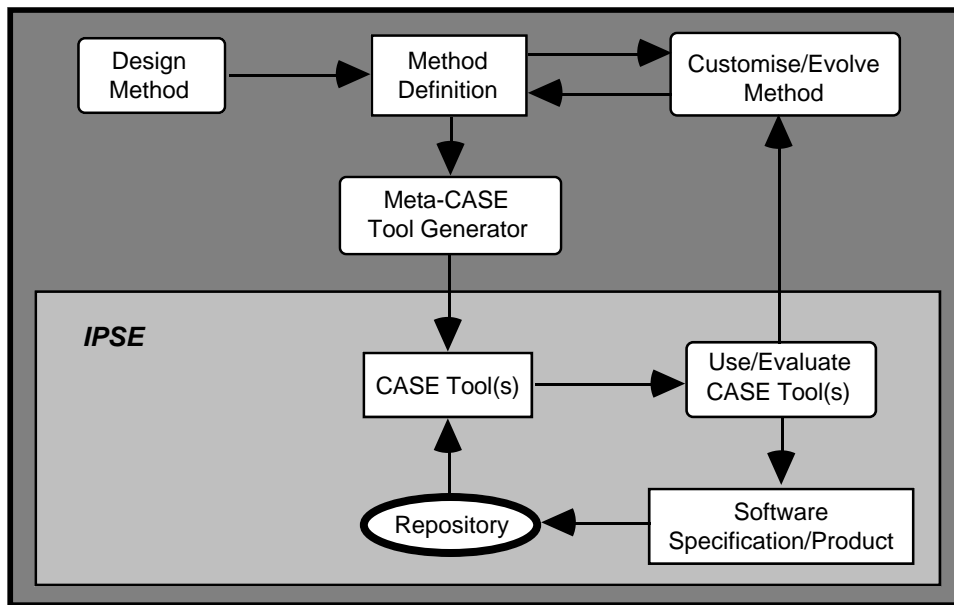 Design
Method
Method
Definition
Customise/Evolve
Method
Meta-CASE
Tool Generator
IPSE
CASE Tool(s)
Use/Evaluate
CASE Tool(s)
Repository
Software
Specification/Product